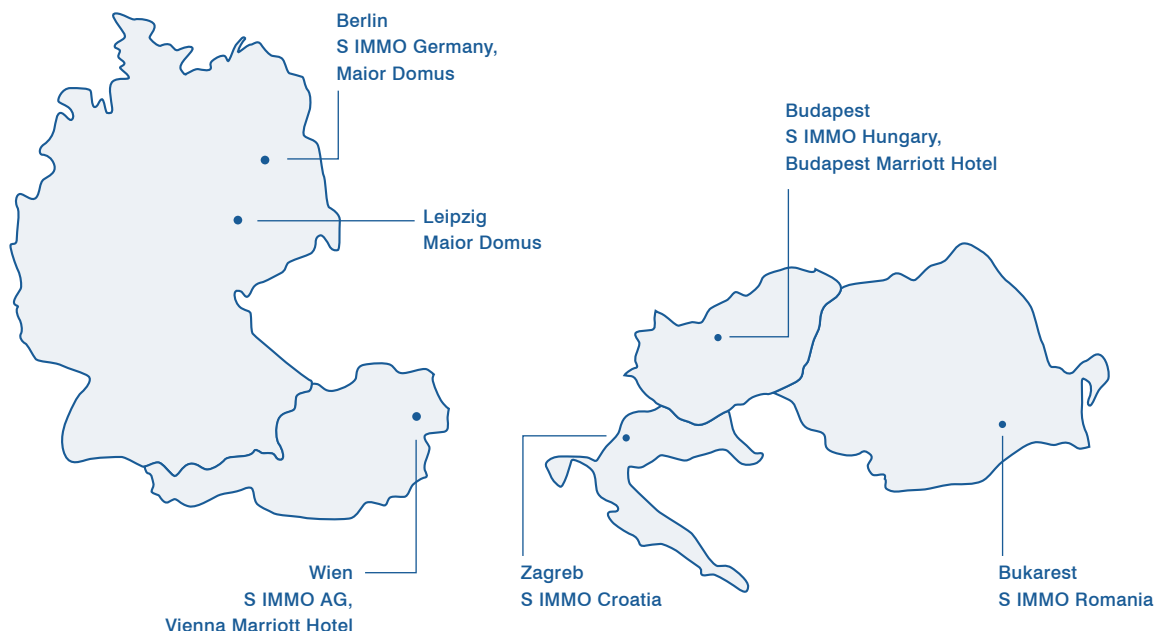 Berlin
S IMMO Germany,
Maior Domus
Leipzig
Maior Domus
Wien
S IMMO AG,
Vienna Marriott Hotel
Budapest
S IMMO Hungary,
Budapest Marriott Hotel
Zagreb
S IMMO Croatia
Bukarest
S IMMO Romania